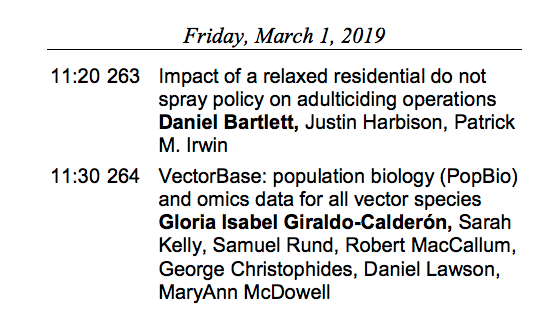 Friday, March 1, 2019
11:20 263 Impact of a relaxed residential do not
spray policy on adulticiding operations
Daniel Bartlett, Justin Harbison, Patrick
M. Irwin
11:30 264 VectorBase: population biology (PopBio)
and omics data for all vector species
Gloria Isabel Giraldo-Calderón, Sarah
Kelly, Samuel Rund, Robert MacCallum,
George Christophides, Daniel Lawson,
MaryAnn McDowell